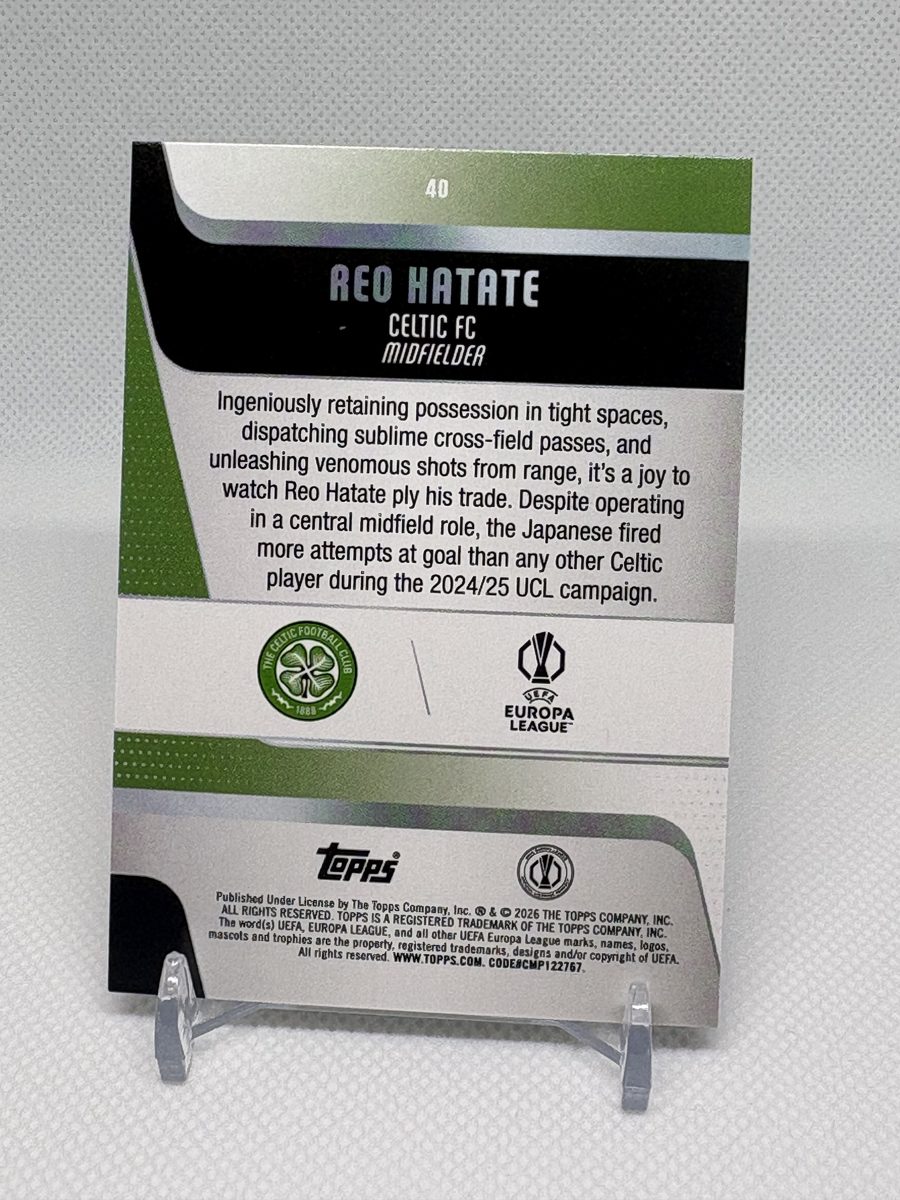 40
REO HATATE
CELTIC FC
MIDFIELDER
Ingeniously retaining possession in tight spaces,
dispatching sublime cross-field passes, and
unleashing venomous shots from range, it's a joy to
watch Reo Hatate ply his trade. Despite operating
in a central midfield role, the Japanese fired
more attempts at goal than any other Celtic
player during the 2024/25 UCL campaign.
THE CELTIC FOOTBALL CLUB
1888
UEFA
EUROPA
LEAGUE™
Topps®
Published Under License by The Topps Company, Inc. ® & © 2026 THE TOPPS COMPANY, INC.
ALL RIGHTS RESERVED. TOPPS IS A REGISTERED TRADEMARK OF THE TOPPS COMPANY, INC.
The word(s) UEFA, EUROPA LEAGUE, and all other UEFA Europa League marks, names, logos,
mascots and trophies are the property, registered trademarks, designs and/or copyright of UEFA.
All rights reserved. WWW.TOPPS.COM. CODE#CMP122767.